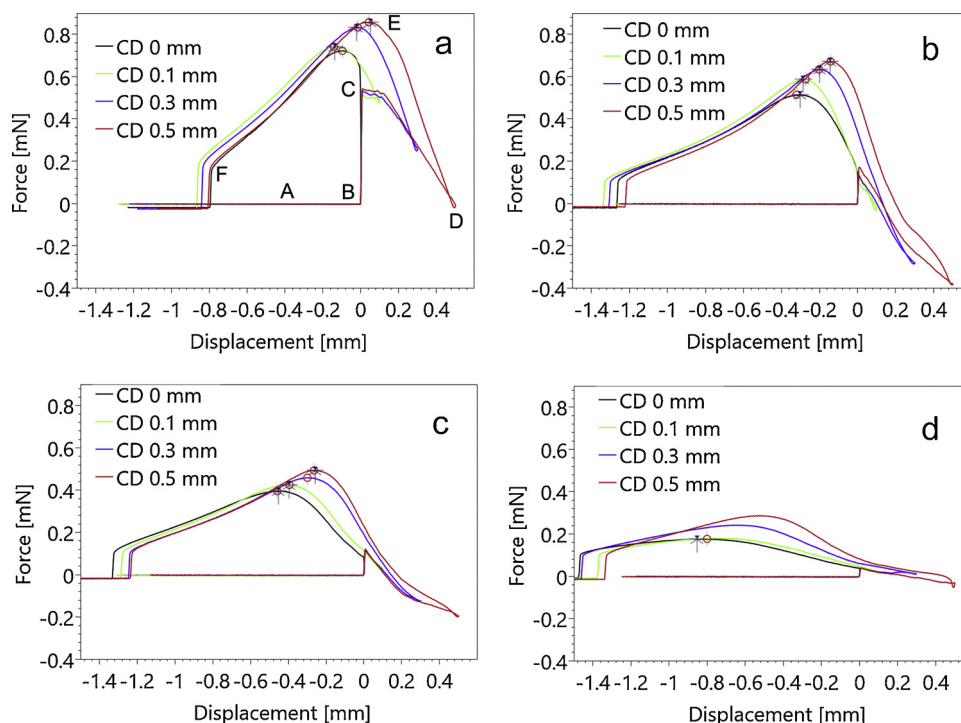 a
0.8
0.6
0.4
0.2
0
-0.2
-0.4
Force [mN]
CD 0 mm
CD 0.1 mm
CD 0.3 mm
CD 0.5 mm
E
C
F
A
B
D
-1.4 -1.2 -1 -0.8 -0.6 -0.4 -0.2 0 0.2 0.4
Displacement [mm]
b
0.8
0.6
0.4
0.2
0
-0.2
-0.4
Force [mN]
CD 0 mm
CD 0.1 mm
CD 0.3 mm
CD 0.5 mm
-1.4 -1.2 -1 -0.8 -0.6 -0.4 -0.2 0 0.2 0.4
Displacement [mm]
c
0.8
0.6
0.4
0.2
0
-0.2
-0.4
Force [mN]
CD 0 mm
CD 0.1 mm
CD 0.3 mm
CD 0.5 mm
-1.4 -1.2 -1 -0.8 -0.6 -0.4 -0.2 0 0.2 0.4
Displacement [mm]
d
0.8
0.6
0.4
0.2
0
-0.2
-0.4
Force [mN]
CD 0 mm
CD 0.1 mm
CD 0.3 mm
CD 0.5 mm
-1.4 -1.2 -1 -0.8 -0.6 -0.4 -0.2 0 0.2 0.4
Displacement [mm]